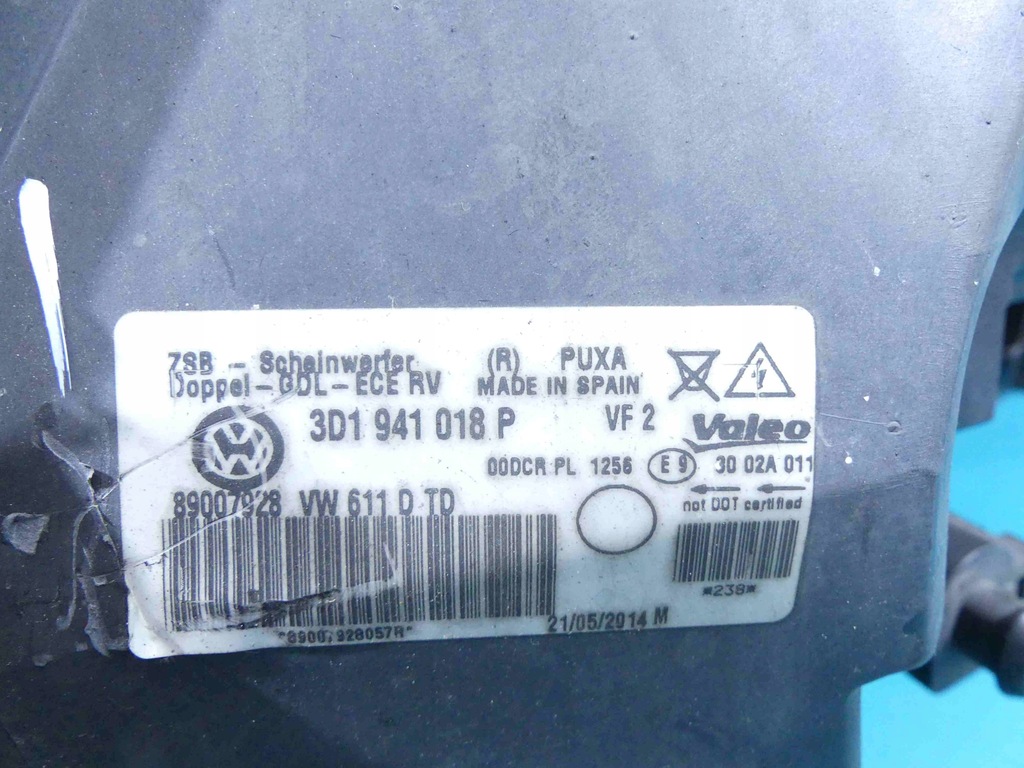 ZSB - Scheinwerfer (R) PUXA
Doppel-GDL-ECE RV MADE IN SPAIN
3D1 941 018 P VF 2 Valeo
00DCR PL 1256 E 9 30 02A 011
89007928 VW 611 D TD not DOT certified
*238*
21/05/2014 M